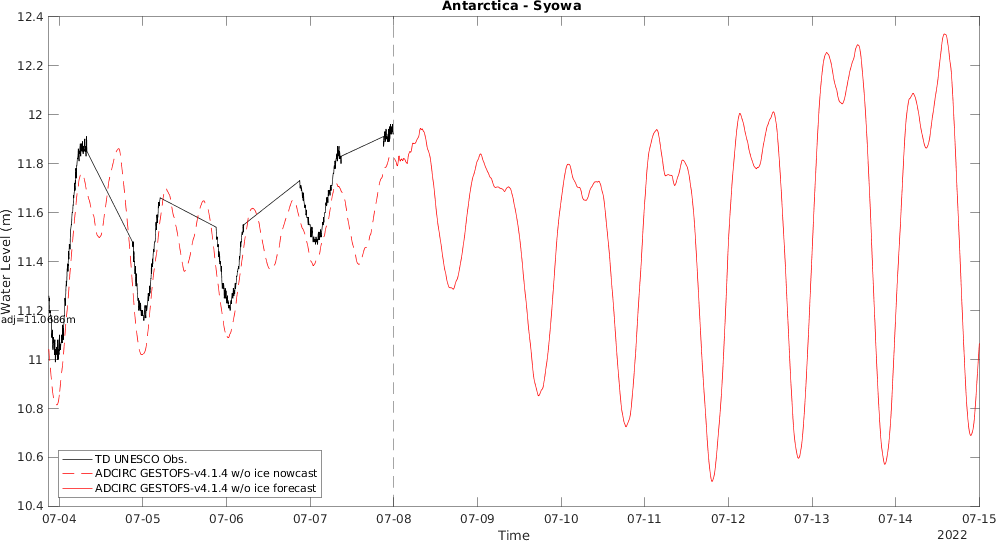 Antarctica - Syowa
12.4
12.2
12
11.8
11.6
11.4
11.2
11
10.8
10.6
10.4
Water Level (m)
adj=11.0686m
TD UNESCO Obs.
ADCIRC GESTOFS-v4.1.4 w/o ice nowcast
ADCIRC GESTOFS-v4.1.4 w/o ice forecast
07-04 07-05 07-06 07-07 07-08 07-09 07-10 07-11 07-12 07-13 07-14 07-15
Time
2022